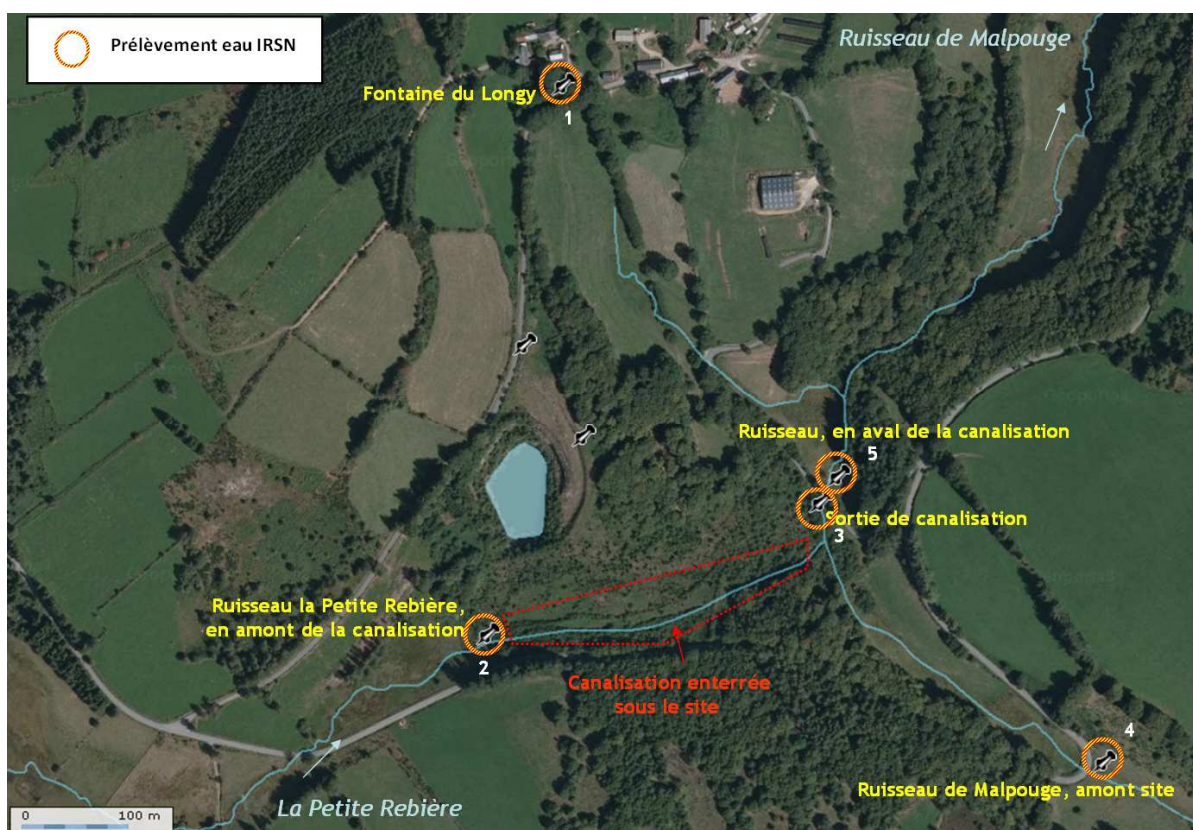 Prélèvement eau IRSN
Ruisseau de Malpouge
Fontaine du Longy
1
Ruisseau, en aval de la canalisation
5
Sortie de canalisation
3
Ruisseau la Petite Rebière,
en amont de la canalisation
2
Canalisation enterrée
sous le site
4
Ruisseau de Malpouge, amont site
La Petite Rebière
0 100 m